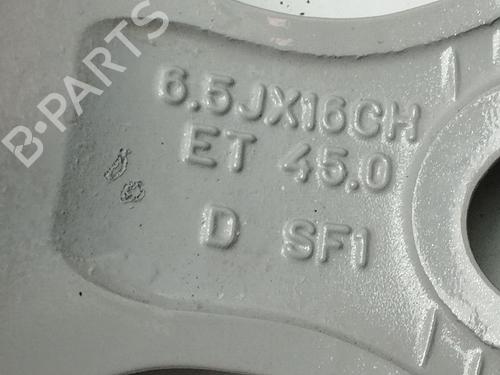 B-PARTS
6.5JX16CH
ET 45.0
D SF1